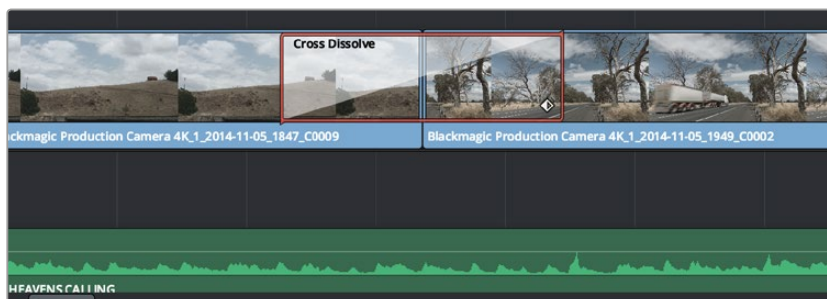 Cross Dissolve
ackmagic Production Camera 4K_1_2014-11-05_1847_C0009
Blackmagic Production Camera 4K_1_2014-11-05_1949_C0002
HEAVENS CALLING